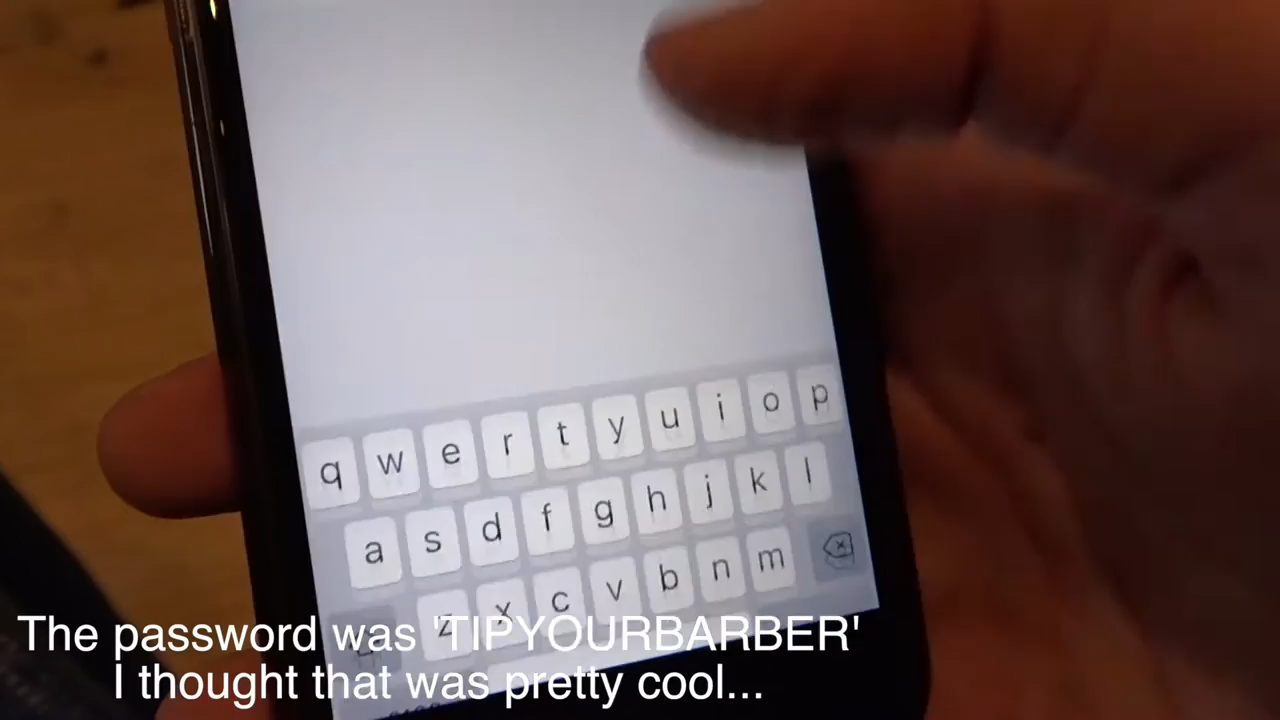 q w e r t y u i o p
a s d f g h j k l
z x c v b n m
The password was 'TIPYOURBARBER'
I thought that was pretty cool...